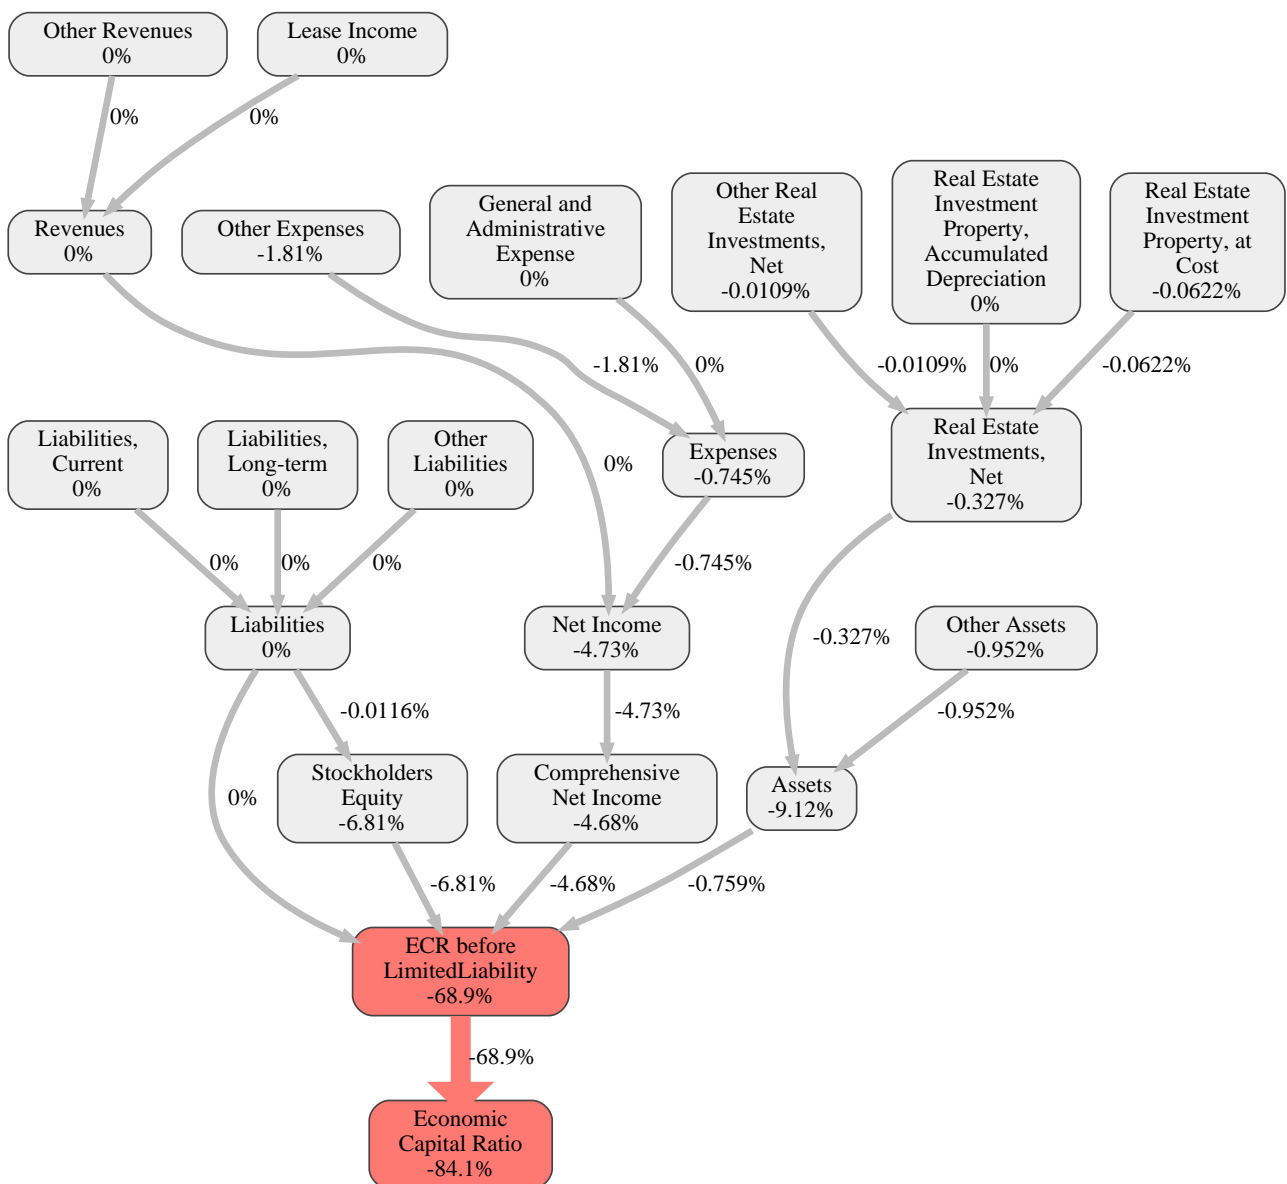 Other Revenues
0%
Lease Income
0%
0%
0%
Revenues
0%
Other Expenses
-1.81%
General and
Administrative
Expense
0%
Other Real
Estate
Investments,
Net
-0.0109%
Real Estate
Investment
Property,
Accumulated
Depreciation
0%
Real Estate
Investment
Property, at
Cost
-0.0622%
-1.81%
0%
-0.0109%
0%
-0.0622%
Liabilities,
Current
0%
Liabilities,
Long-term
0%
Other
Liabilities
0%
0%
Expenses
-0.745%
Real Estate
Investments,
Net
-0.327%
0%
0%
0%
-0.745%
Liabilities
0%
Net Income
-4.73%
-0.327%
Other Assets
-0.952%
-0.0116%
-4.73%
-0.952%
0%
Stockholders
Equity
-6.81%
Comprehensive
Net Income
-4.68%
Assets
-9.12%
-6.81%
-4.68%
-0.759%
ECR before
LimitedLiability
-68.9%
-68.9%
Economic
Capital Ratio
-84.1%